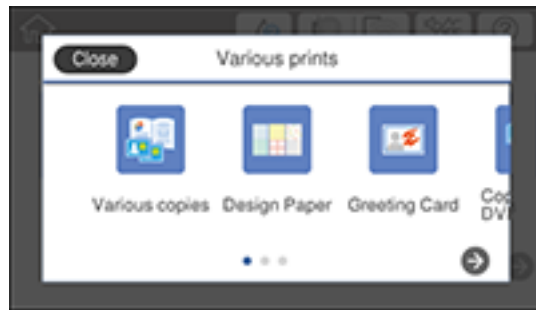 Close
Various prints
Various copies
Design Paper
Greeting Card